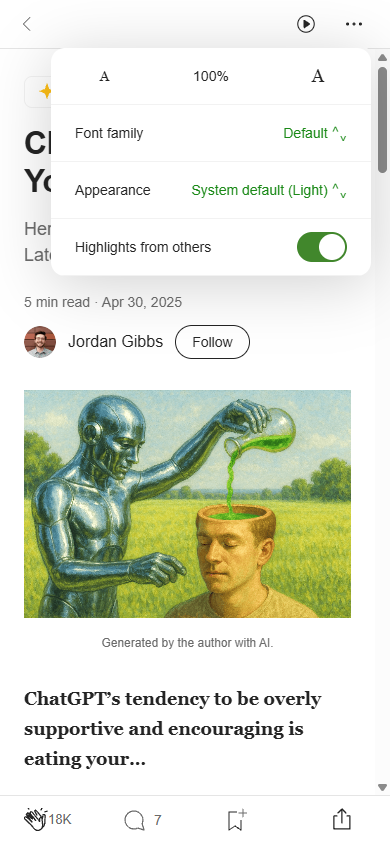 A 100% A
Font family Default
Appearance System default (Light)
Highlights from others
5 min read · Apr 30, 2025
Jordan Gibbs Follow
Generated by the author with AI.
ChatGPT’s tendency to be overly
supportive and encouraging is
eating your...
18K 7